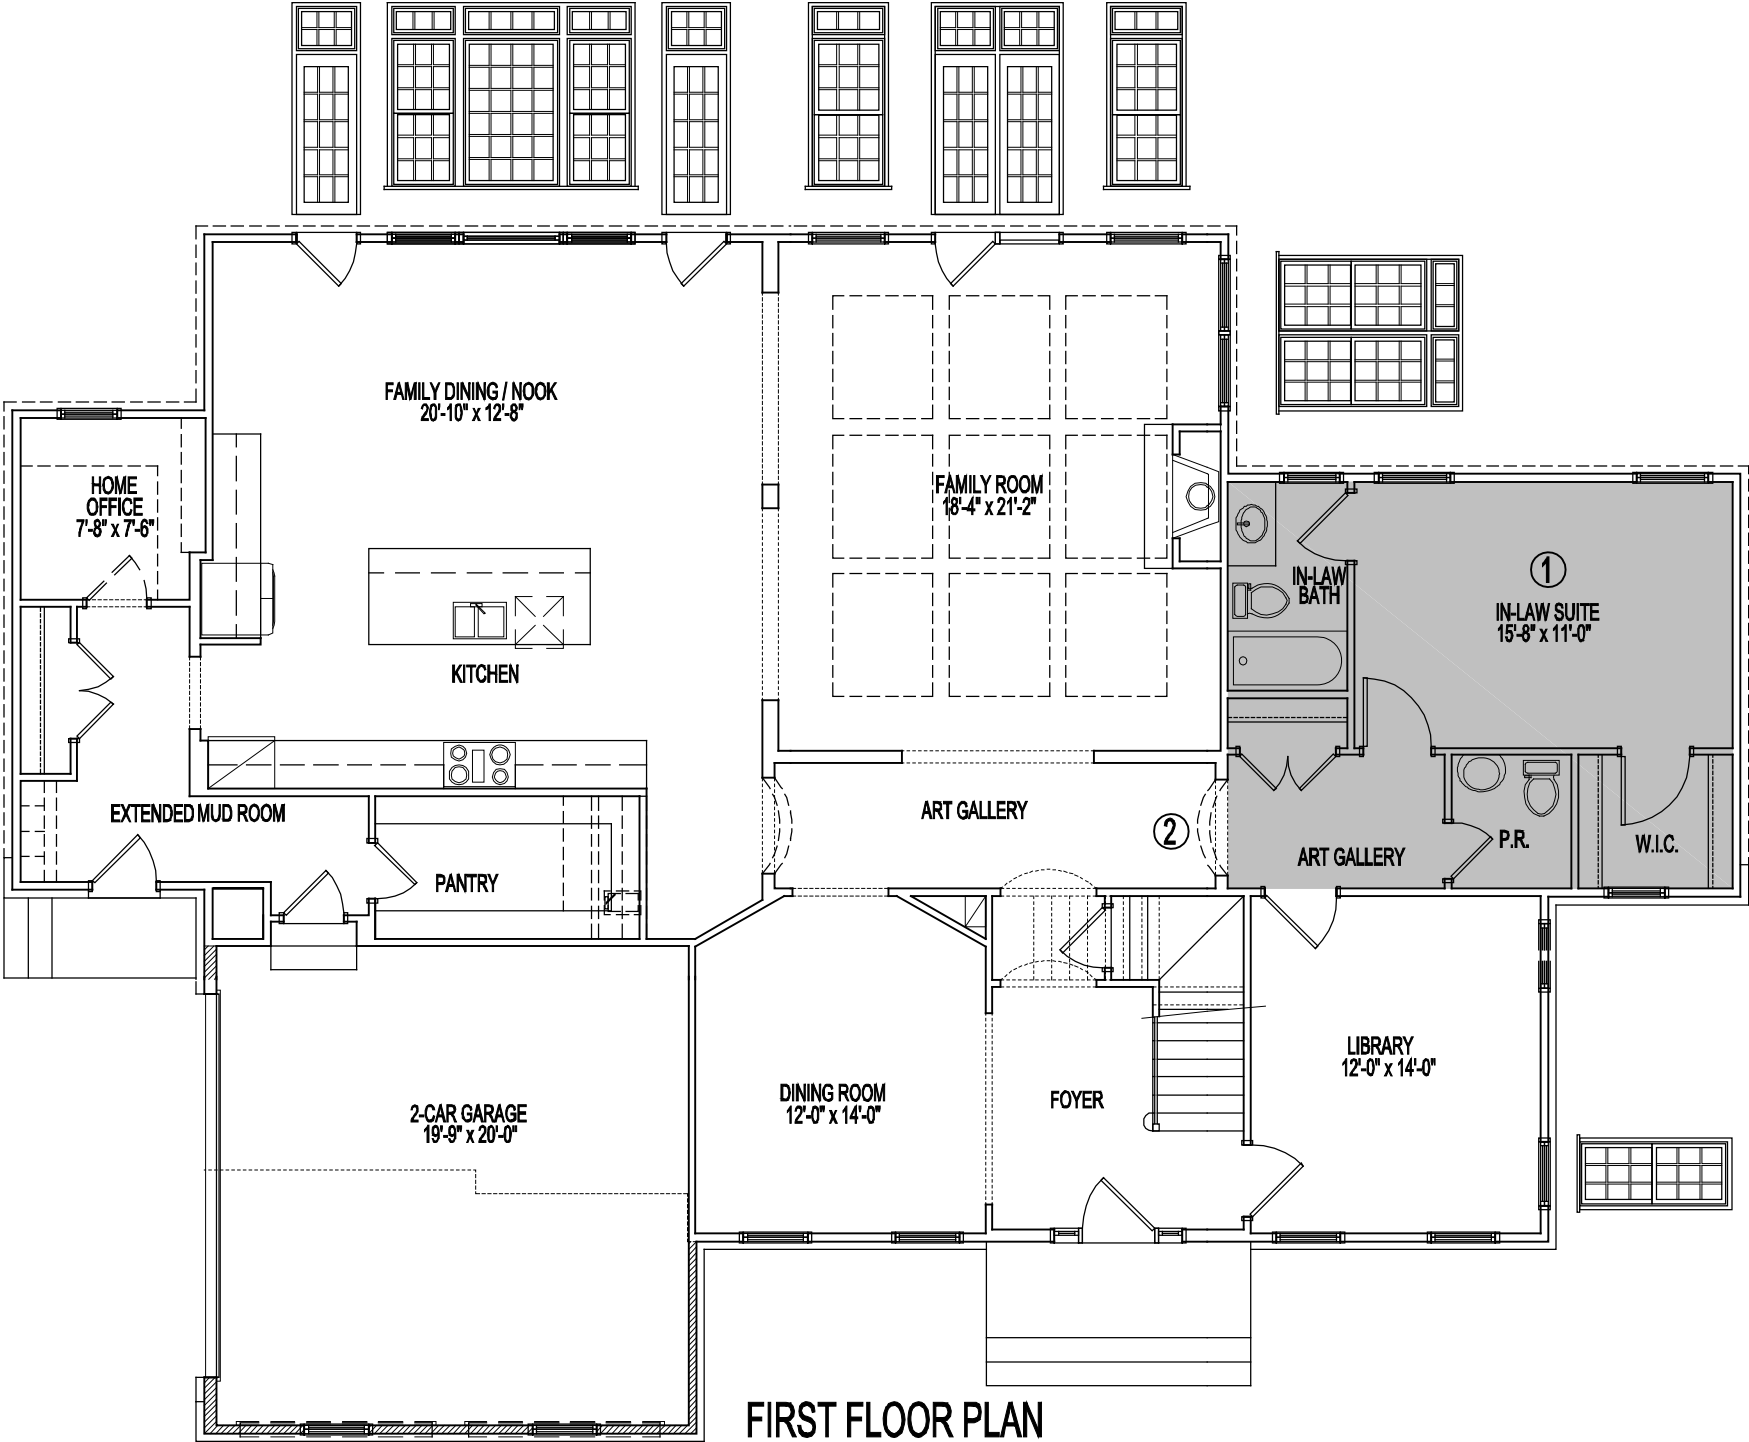 FAMILY DINING / NOOK
20'-10" x 12'-8"
HOME
OFFICE
7'-8" x 7'-6"
FAMILY ROOM
18'-4" x 21'-2"
IN-LAW
BATH
1
IN-LAW SUITE
15'-8" x 11'-0"
KITCHEN
EXTENDED MUD ROOM
ART GALLERY
2
ART GALLERY
P.R.
W.I.C.
PANTRY
LIBRARY
12'-0" x 14'-0"
DINING ROOM
12'-0" x 14'-0"
FOYER
2-CAR GARAGE
19'-9" x 20'-0"
FIRST FLOOR PLAN